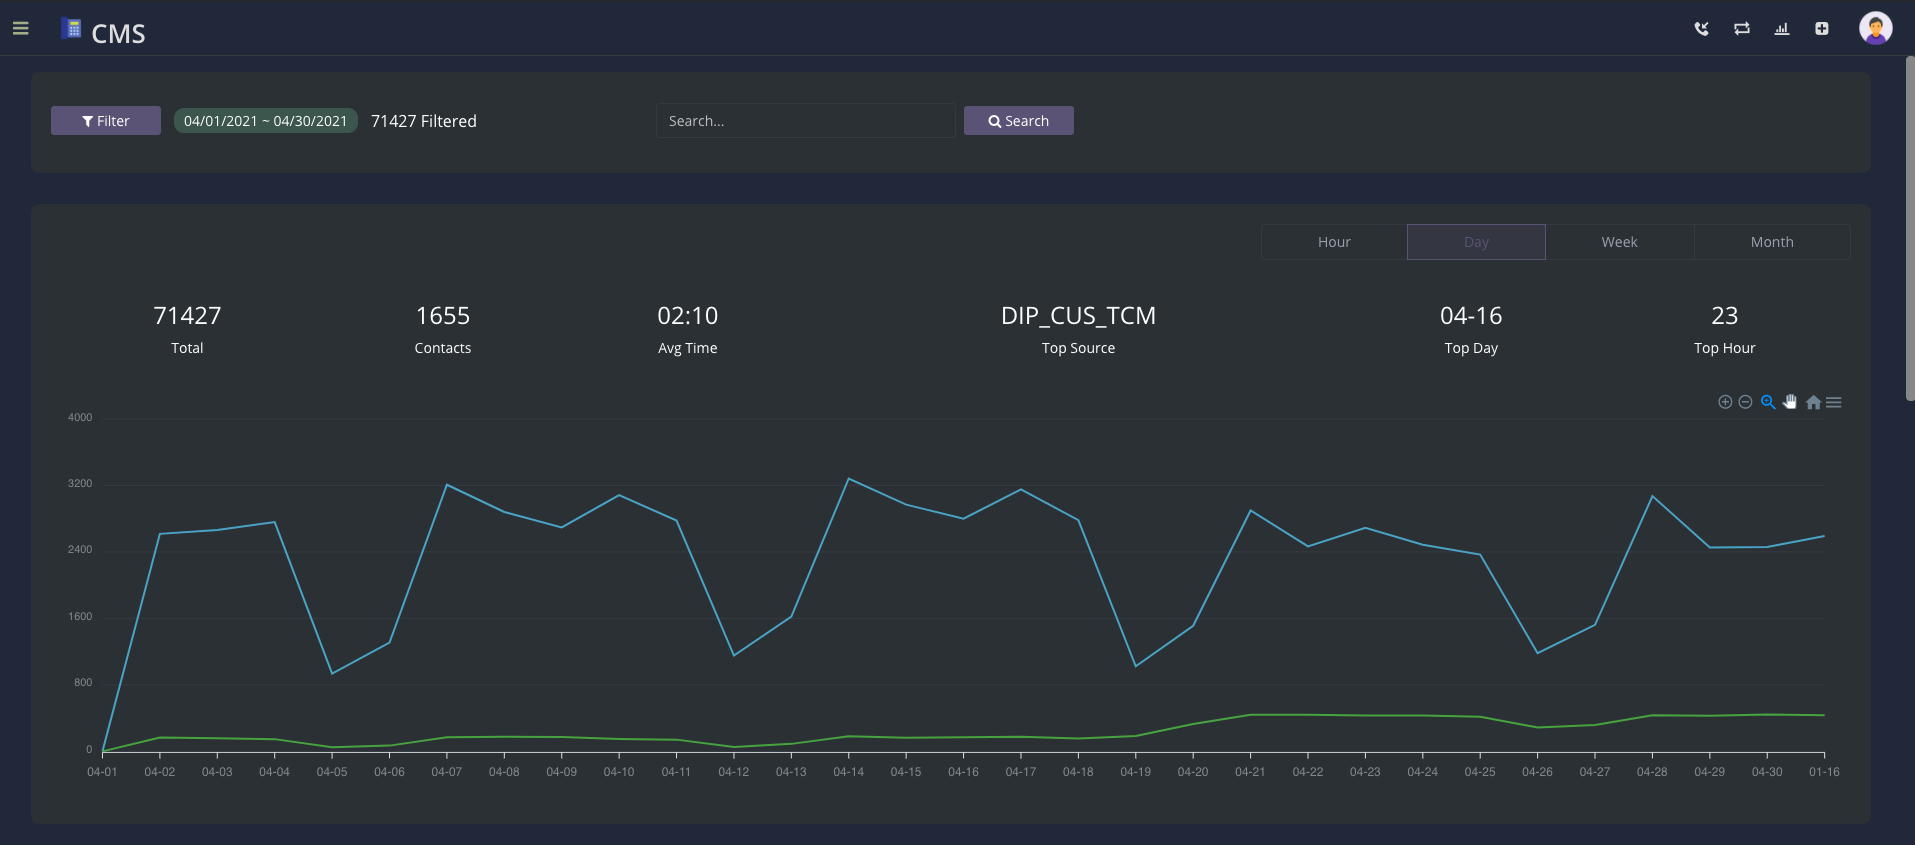 CMS
Filter 04/01/2021 ~ 04/30/2021 71427 Filtered Search... Search
Hour Day Week Month
71427 1655 02:10 DIP_CUS_TCM 04-16 23
Total Contacts Avg Time Top Source Top Day Top Hour
4000
3200
2400
1600
800
0
04-01 04-02 04-03 04-04 04-05 04-06 04-07 04-08 04-09 04-10 04-11 04-12 04-13 04-14 04-15 04-16 04-17 04-18 04-19 04-20 04-21 04-22 04-23 04-24 04-25 04-26 04-27 04-28 04-29 04-30 01-16